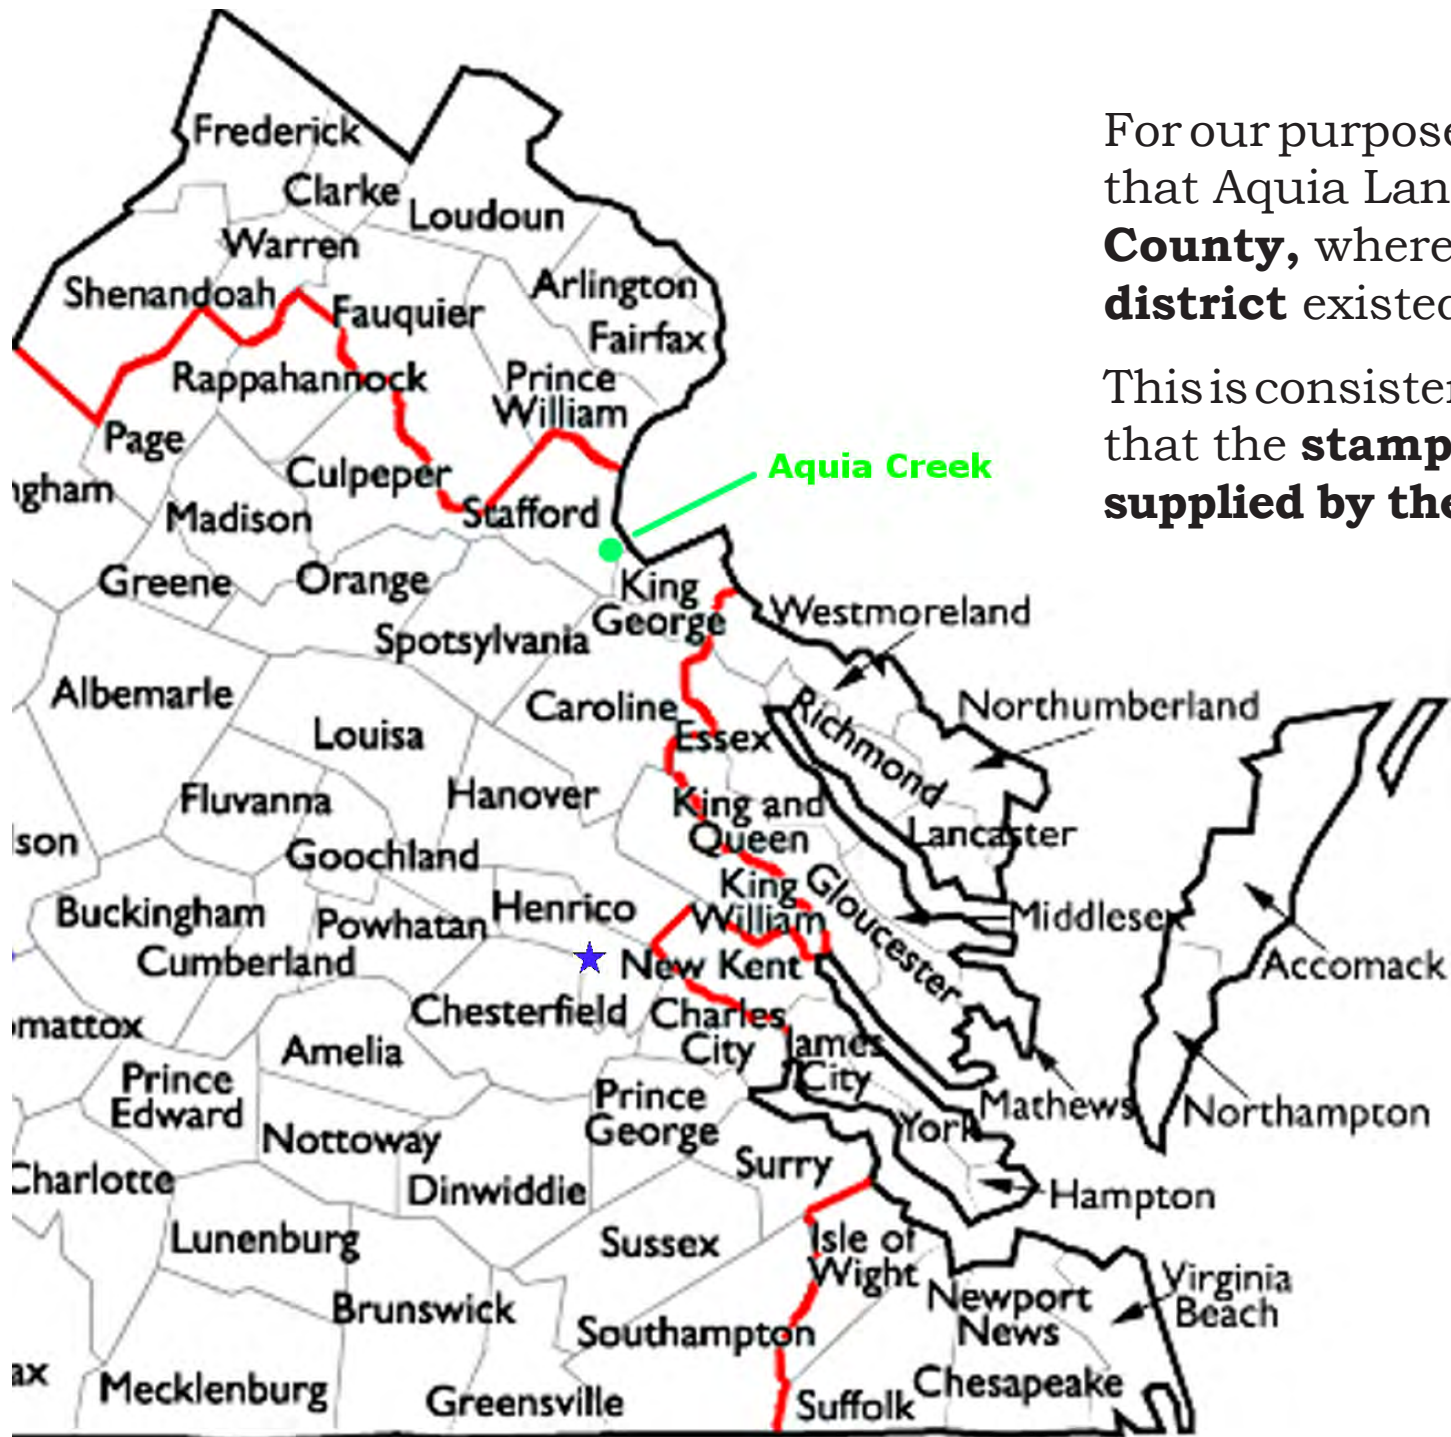 Frederick
Clarke
Loudoun
Warren
Shenandoah
Fauquier
Arlington
Fairfax
Rappahannock
Prince
William
Page
Culpeper
Stafford
ngham
Madison
Greene
Orange
King
George
Spotsylvania
Westmoreland
Albemarle
Caroline
Louisa
Essex
Richmond
Northumberland
Fluvanna
Hanover
King and
Queen
Lancaster
son
Goochland
King
William
Gloucester
Buckingham
Powhatan
Henrico
Middlesex
Cumberland
New Kent
Accomack
omattox
Chesterfield
Charles
City
James
City
Amelia
Prince
Edward
Prince
George
Mathews
Northampton
Nottoway
York
Charlotte
Dinwiddie
Surry
Hampton
Lunenburg
Sussex
Isle of
Wight
Virginia
Beach
Brunswick
Southampton
Newport
News
ax
Mecklenburg
Greensville
Suffolk
Chesapeake
Aquia Creek
For our purpose
that Aquia Lan
County, where
district existed
This is consister
that the stamp
supplied by the